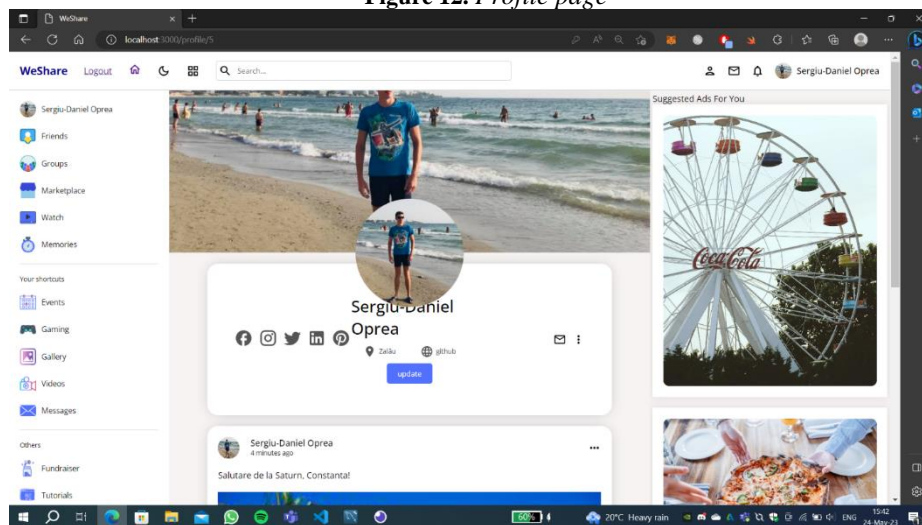 Figure 12. Profile page
WeShare
localhost:3000/profile/5
WeShare Logout Search... Sergiu-Daniel Oprea
Sergiu-Daniel Oprea
Friends
Groups
Marketplace
Watch
Memories
Your shortcuts
Events
Gaming
Gallery
Videos
Messages
Others
Fundraiser
Tutorials
Sergiu-Daniel
Oprea
Zalău github
update
Sergiu-Daniel Oprea
4 minutes ago
Salutare de la Saturn, Constanta!
Suggested Ads For You
Coca-Cola
60%
20°C Heavy rain
ENG
15:42
24-May-23